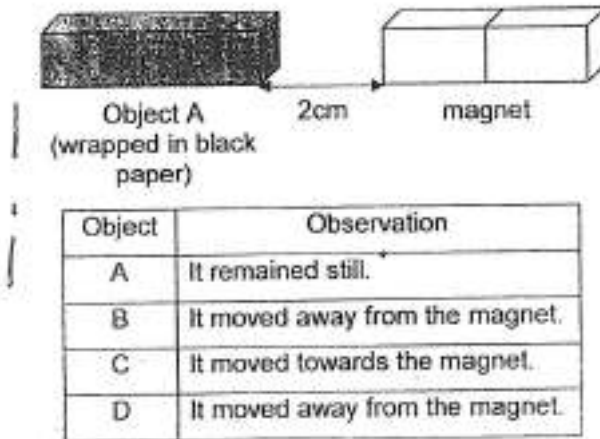 Object A
(wrapped in black
paper)
2cm
magnet
Object Observation
A It remained still.
B It moved away from the magnet.
C It moved towards the magnet.
D It moved away from the magnet.